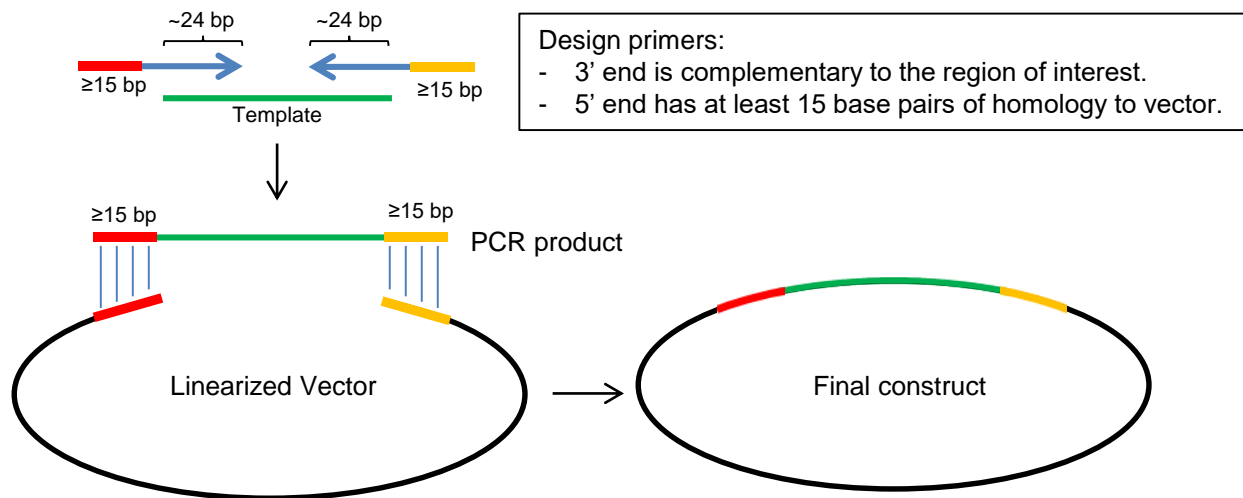 ~24 bp
~24 bp
Design primers:
- 3’ end is complementary to the region of interest.
- 5’ end has at least 15 base pairs of homology to vector.
≥15 bp
≥15 bp
Template
≥15 bp
≥15 bp
PCR product
Linearized Vector
Final construct